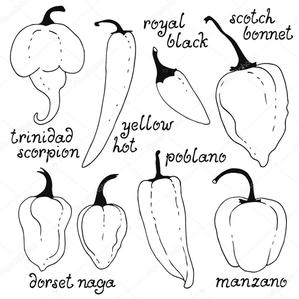 royal
black
scotch
bonnet
trinidad
scorpion
yellow
hot
poblano
dorset naga
manzano